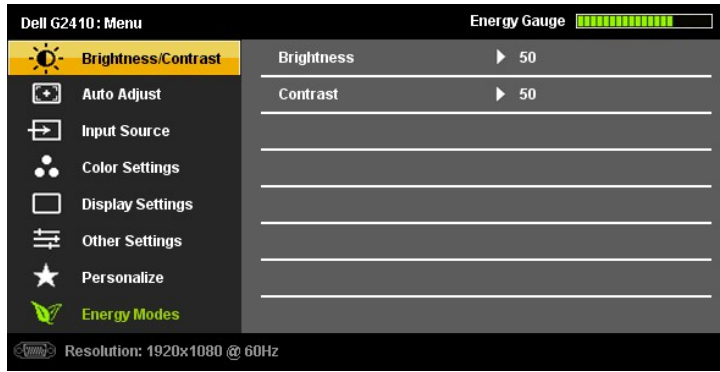 Dell G2410 : Menu Energy Gauge
Brightness/Contrast Brightness 50
Auto Adjust Contrast 50
Input Source
Color Settings
Display Settings
Other Settings
Personalize
Energy Modes
Resolution: 1920x1080 @ 60Hz